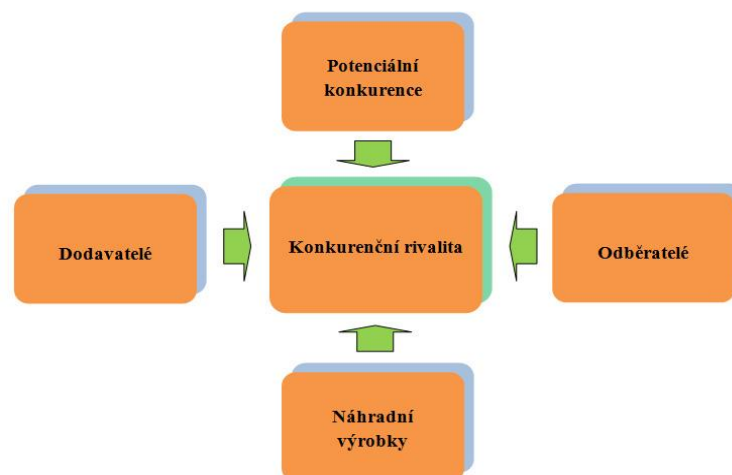 Potenciální
konkurence
Dodavatelé
Konkurenční rivalita
Odběratelé
Náhradní
výrobky